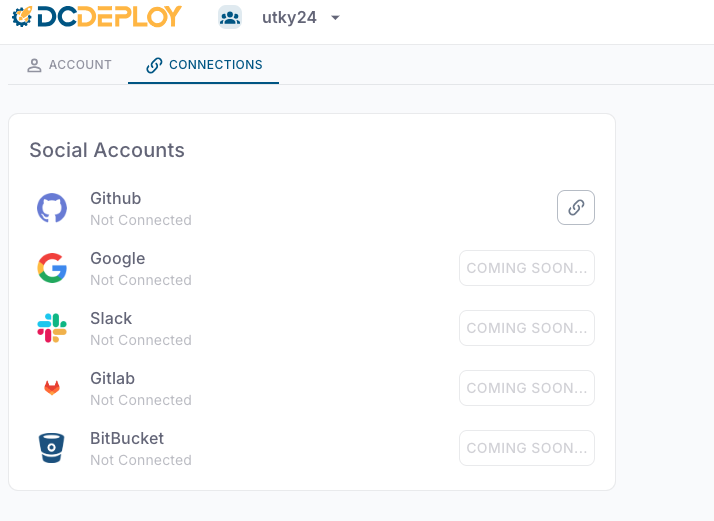 DCDEPLOY
utky24
ACCOUNT
CONNECTIONS
Social Accounts
Github
Not Connected
Google
Not Connected
COMING SOON...
Slack
Not Connected
COMING SOON...
Gitlab
Not Connected
COMING SOON...
BitBucket
Not Connected
COMING SOON...